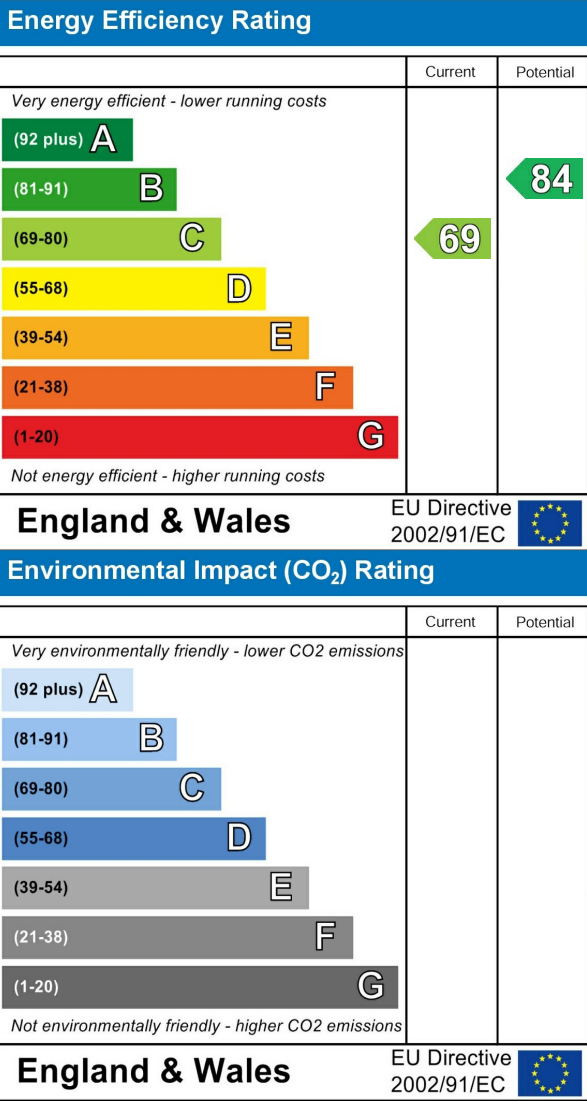 Energy Efficiency Rating
Current Potential
Very energy efficient - lower running costs
(92 plus) A
(81-91) B
84
(69-80) C
69
(55-68) D
(39-54) E
(21-38) F
(1-20) G
Not energy efficient - higher running costs
England & Wales
EU Directive
2002/91/EC
Environmental Impact (CO₂) Rating
Current Potential
Very environmentally friendly - lower CO2 emissions
(92 plus) A
(81-91) B
(69-80) C
(55-68) D
(39-54) E
(21-38) F
(1-20) G
Not environmentally friendly - higher CO2 emissions
England & Wales
EU Directive
2002/91/EC